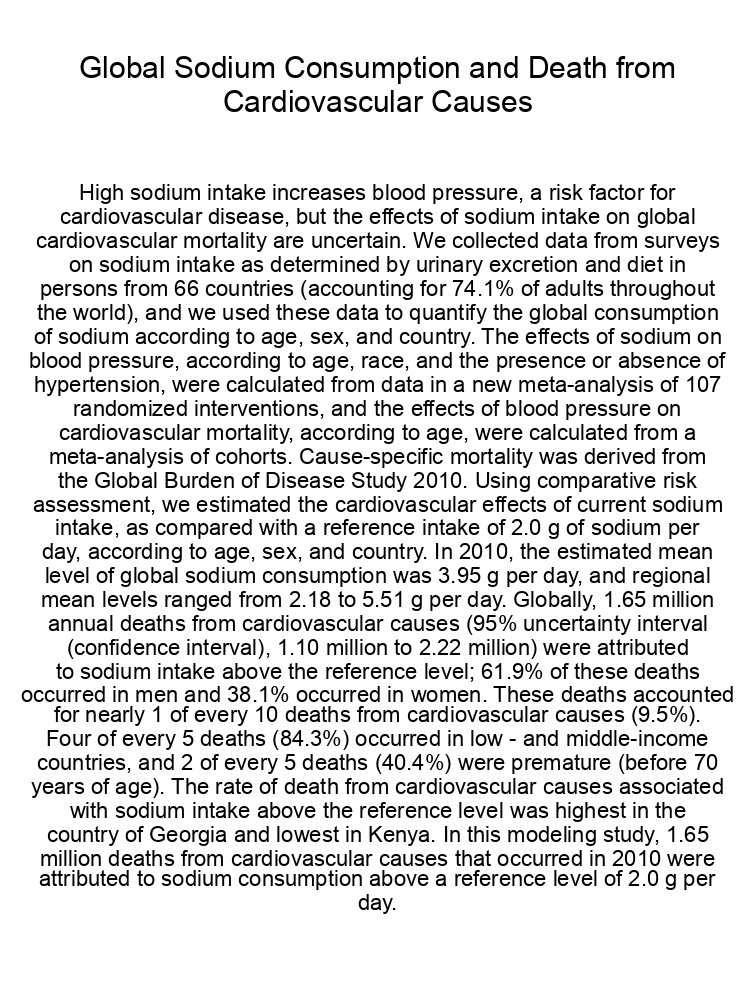 Global Sodium Consumption and Death from
Cardiovascular Causes
High sodium intake increases blood pressure, a risk factor for
cardiovascular disease, but the effects of sodium intake on global
cardiovascular mortality are uncertain. We collected data from surveys
on sodium intake as determined by urinary excretion and diet in
persons from 66 countries (accounting for 74.1% of adults throughout
the world), and we used these data to quantify the global consumption
of sodium according to age, sex, and country. The effects of sodium on
blood pressure, according to age, race, and the presence or absence of
hypertension, were calculated from data in a new meta-analysis of 107
randomized interventions, and the effects of blood pressure on
cardiovascular mortality, according to age, were calculated from a
meta-analysis of cohorts. Cause-specific mortality was derived from
the Global Burden of Disease Study 2010. Using comparative risk
assessment, we estimated the cardiovascular effects of current sodium
intake, as compared with a reference intake of 2.0 g of sodium per
day, according to age, sex, and country. In 2010, the estimated mean
level of global sodium consumption was 3.95 g per day, and regional
mean levels ranged from 2.18 to 5.51 g per day. Globally, 1.65 million
annual deaths from cardiovascular causes (95% uncertainty interval
(confidence interval), 1.10 million to 2.22 million) were attributed
to sodium intake above the reference level; 61.9% of these deaths
occurred in men and 38.1% occurred in women. These deaths accounted
for nearly 1 of every 10 deaths from cardiovascular causes (9.5%).
Four of every 5 deaths (84.3%) occurred in low - and middle-income
countries, and 2 of every 5 deaths (40.4%) were premature (before 70
years of age). The rate of death from cardiovascular causes associated
with sodium intake above the reference level was highest in the
country of Georgia and lowest in Kenya. In this modeling study, 1.65
million deaths from cardiovascular causes that occurred in 2010 were
attributed to sodium consumption above a reference level of 2.0 g per
day.